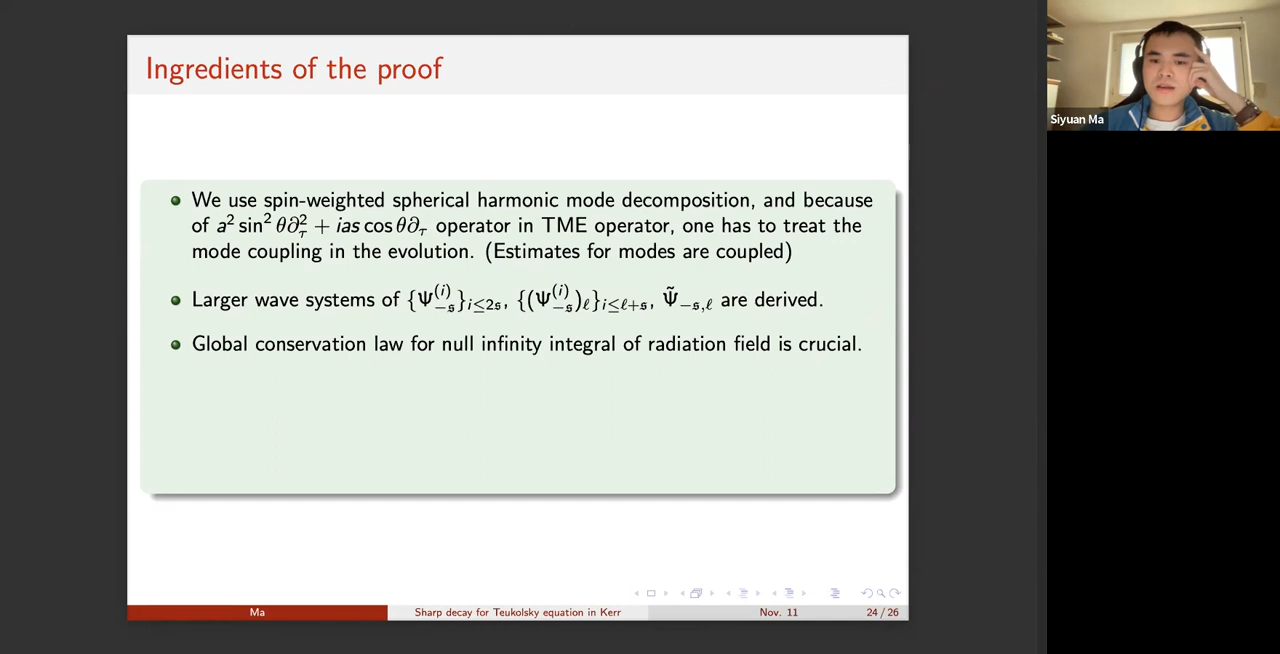 Ingredients of the proof
We use spin-weighted spherical harmonic mode decomposition, and because
of a² sin² θ∂²_τ + ias cos θ∂_τ operator in TME operator, one has to treat the
mode coupling in the evolution. (Estimates for modes are coupled)
Larger wave systems of {Ψ^{(i)}_{-𝔰}}_{i≤2𝔰}, {(Ψ^{(i)}_{-𝔰})_ℓ}_{i≤ℓ+𝔰}, Ψ̃_{-𝔰,ℓ} are derived.
Global conservation law for null infinity integral of radiation field is crucial.
Ma
Sharp decay for Teukolsky equation in Kerr
Nov. 11
24 / 26
Siyuan Ma